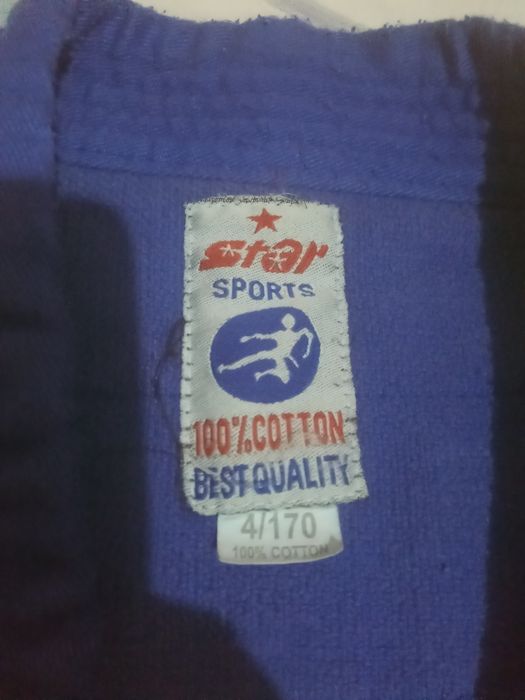 star
SPORTS
100%COTTON
BEST QUALITY
4/170
100% COTTON